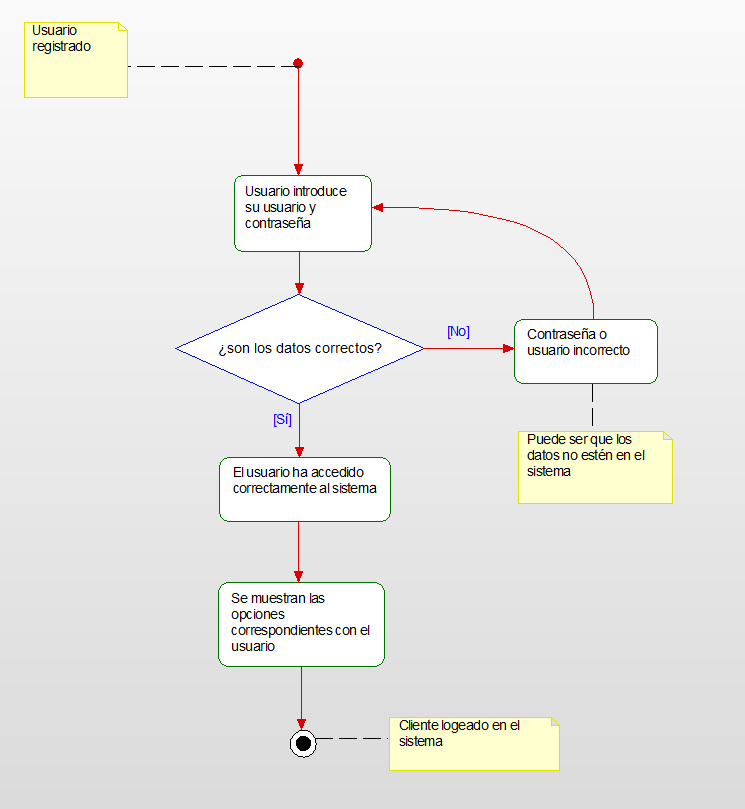 Usuario
registrado
Usuario introduce
su usuario y
contraseña
¿son los datos correctos?
[No]
Contraseña o
usuario incorrecto
Puede ser que los
datos no estén en el
sistema
[Sí]
El usuario ha accedido
correctamente al sistema
Se muestran las
opciones
correspondientes con el
usuario
Cliente logeado en el
sistema